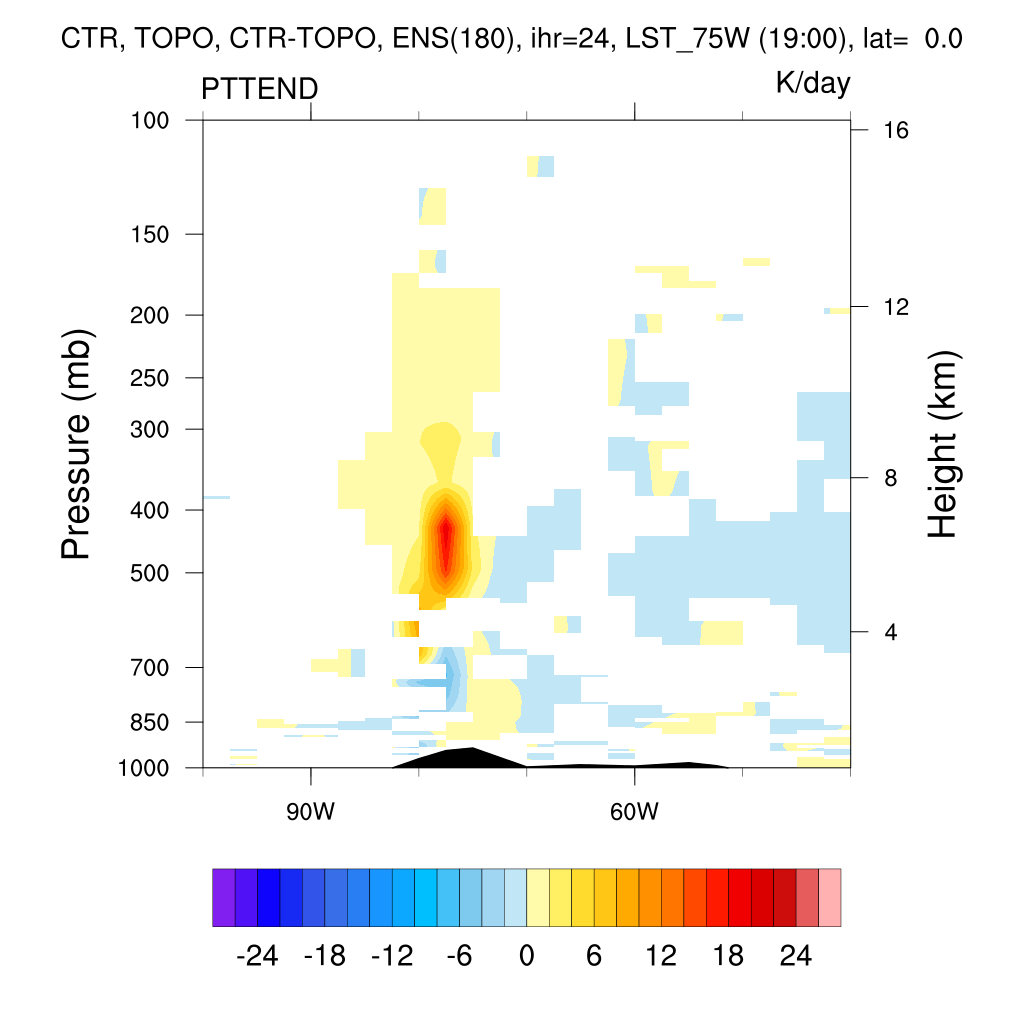 CTR, TOPO, CTR-TOPO, ENS(180), ihr=24, LST_75W (19:00), lat=  0.0
PTTEND K/day
100
150
200
250
300
400
500
700
850
1000
Pressure (mb)
16
12
8
4
Height (km)
90W 60W
-24 -18 -12 -6 0 6 12 18 24